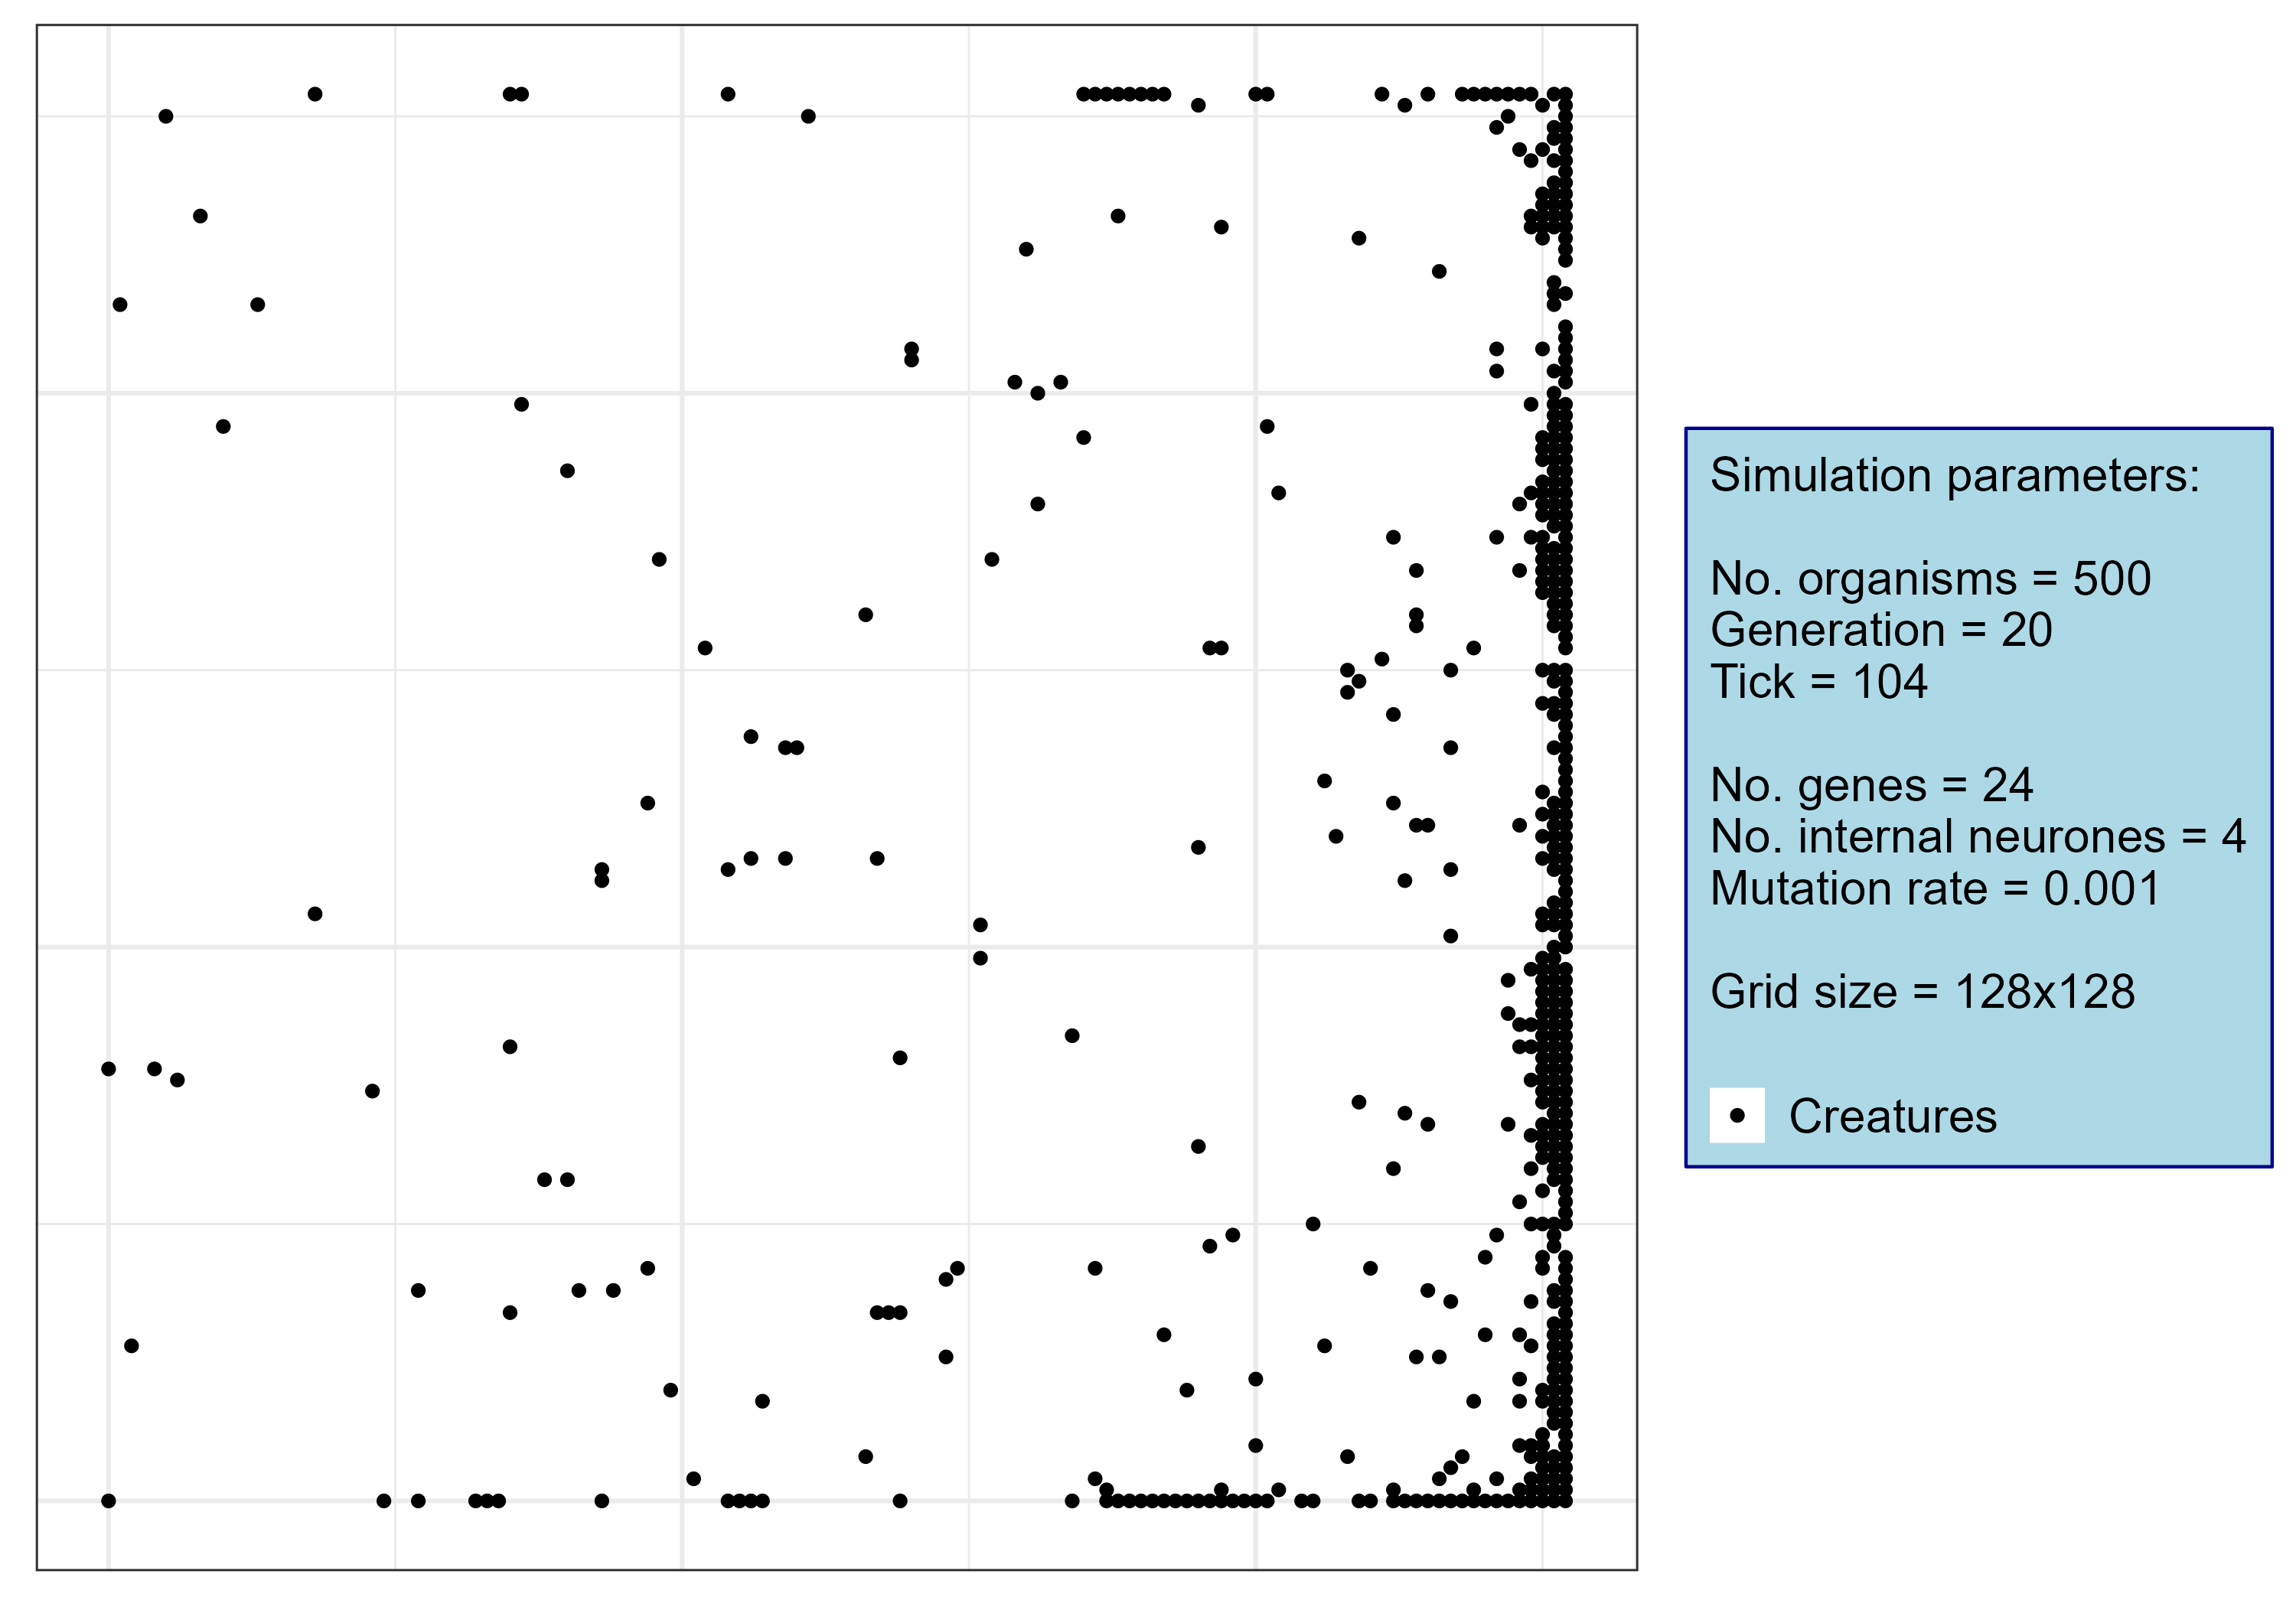 Simulation parameters:
No. organisms = 500
Generation = 20
Tick = 104
No. genes = 24
No. internal neurones = 4
Mutation rate = 0.001
Grid size = 128x128
Creatures